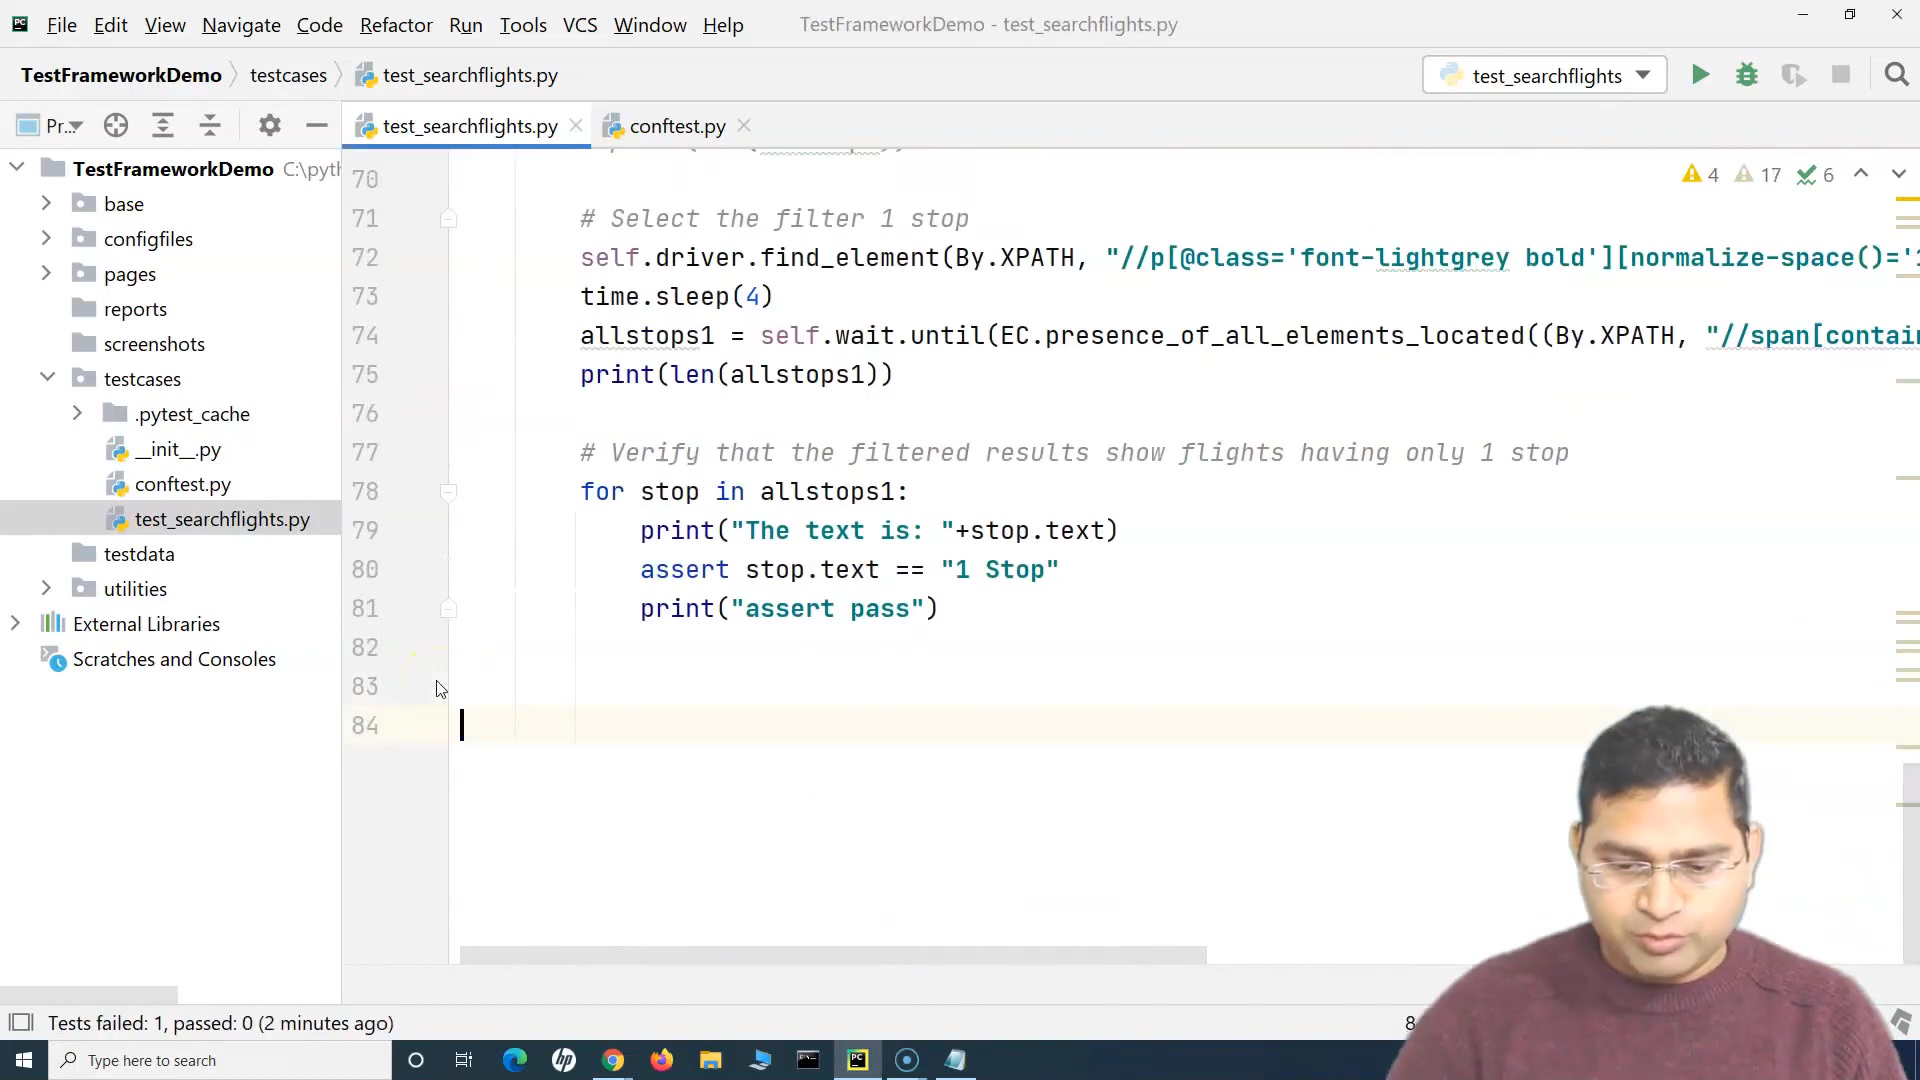 File Edit View Navigate Code Refactor Run Tools VCS Window Help TestFrameworkDemo - test_searchflights.py
TestFrameworkDemo testcases test_searchflights.py test_searchflights
Pr.. test_searchflights.py conftest.py
TestFrameworkDemo C:\pyth
base
configfiles
pages
reports
screenshots
testcases
.pytest_cache
__init__.py
conftest.py
test_searchflights.py
testdata
utilities
External Libraries
Scratches and Consoles
4 17 6
70
71 # Select the filter 1 stop
72 self.driver.find_element(By.XPATH, "//p[@class='font-lightgrey bold'][normalize-space()='1
73 time.sleep(4)
74 allstops1 = self.wait.until(EC.presence_of_all_elements_located((By.XPATH, "//span[contain
75 print(len(allstops1))
76
77 # Verify that the filtered results show flights having only 1 stop
78 for stop in allstops1:
79 print("The text is: "+stop.text)
80 assert stop.text == "1 Stop"
81 print("assert pass")
82
83
84
Tests failed: 1, passed: 0 (2 minutes ago) 8
Type here to search